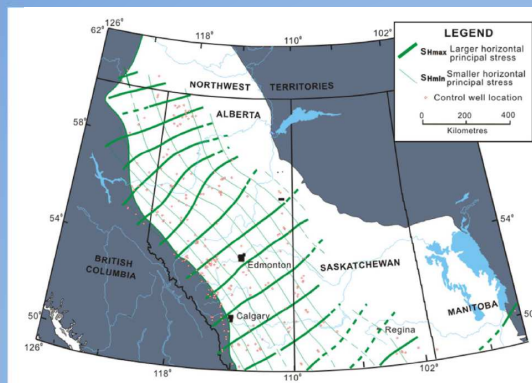 126°
118°
110°
102°
62°
LEGEND
SHmax Larger horizontal
principal stress
SHmin Smaller horizontal
principal stress
Control well location
0 200 400
Kilometres
NORTHWEST TERRITORIES
ALBERTA
58°
58°
54°
54°
BRITISH
COLUMBIA
Edmonton
SASKATCHEWAN
MANITOBA
Calgary
Regina
50°
50°
126°
118°
110°
102°